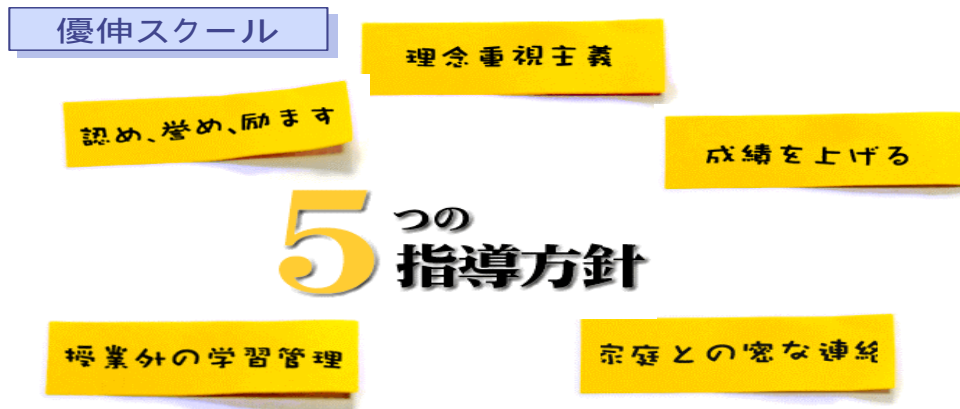 優伸スクール
理念重視主義
認め、誉め、励ます
成績を上げる
5つの
指導方針
授業外の学習管理
家庭との密な連絡